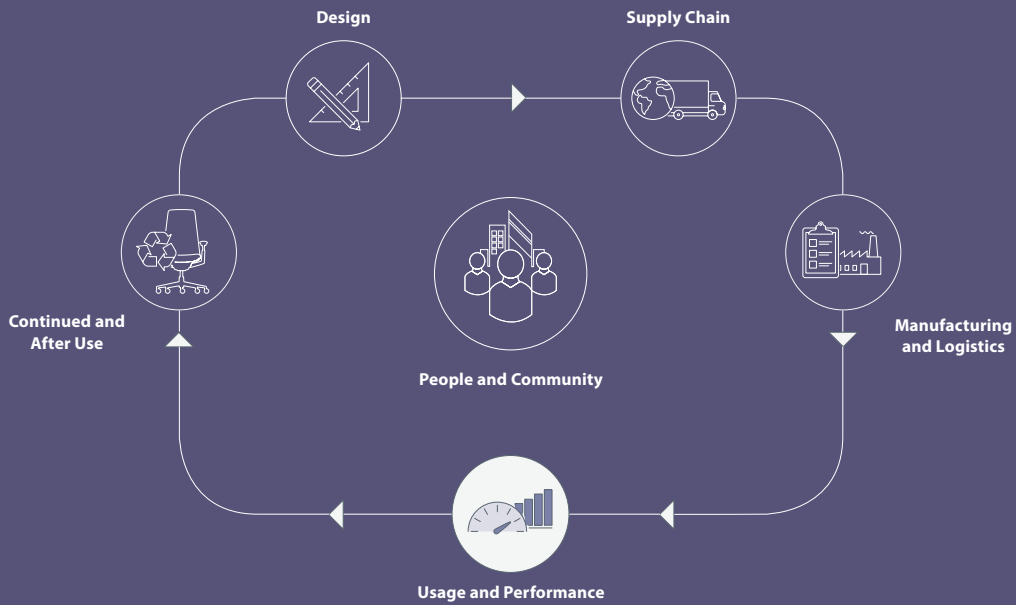 Design
Supply Chain
Continued and
After Use
Manufacturing
and Logistics
People and Community
Usage and Performance